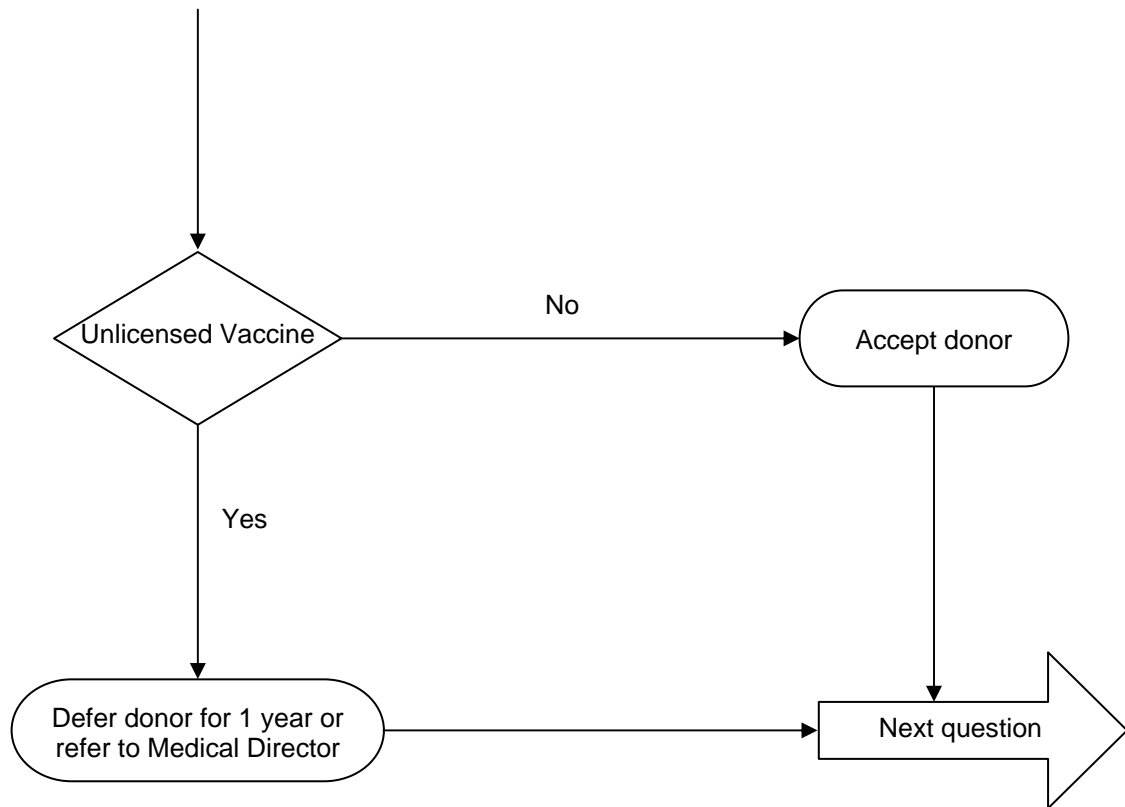 No
Unlicensed Vaccine
Accept donor
Yes
Defer donor for 1 year or
refer to Medical Director
Next question